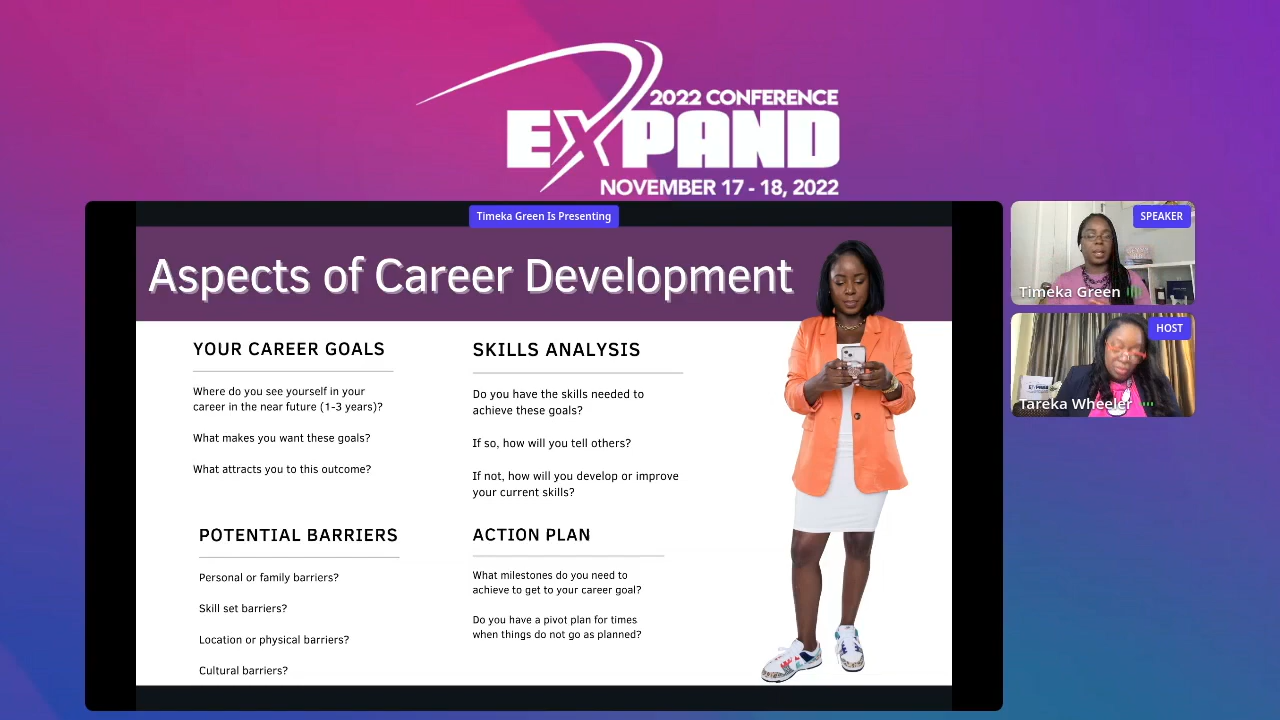 2022 CONFERENCE
EXPAND
NOVEMBER 17 - 18, 2022
Timeka Green Is Presenting
Aspects of Career Development
YOUR CAREER GOALS
Where do you see yourself in your
career in the near future (1-3 years)?
What makes you want these goals?
What attracts you to this outcome?
SKILLS ANALYSIS
Do you have the skills needed to
achieve these goals?
If so, how will you tell others?
If not, how will you develop or improve
your current skills?
POTENTIAL BARRIERS
Personal or family barriers?
Skill set barriers?
Location or physical barriers?
Cultural barriers?
ACTION PLAN
What milestones do you need to
achieve to get to your career goal?
Do you have a pivot plan for times
when things do not go as planned?
SPEAKER
Timeka Green
HOST
EXPAND
Tareka Wheeler